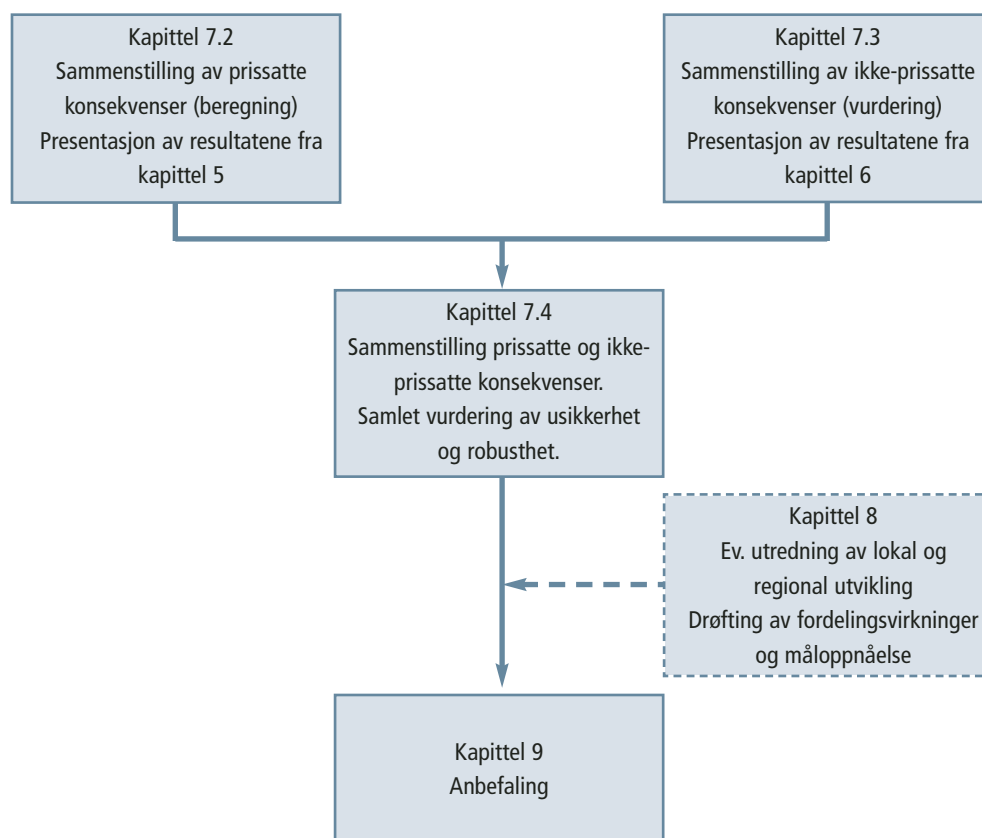 Kapittel 7.2
Sammenstilling av prissatte
konsekvenser (beregning)
Presentasjon av resultatene fra
kapittel 5
Kapittel 7.3
Sammenstilling av ikke-prissatte
konsekvenser (vurdering)
Presentasjon av resultatene fra
kapittel 6
Kapittel 7.4
Sammenstilling prissatte og ikke-
prissatte konsekvenser.
Samlet vurdering av usikkerhet
og robusthet.
Kapittel 8
Ev. utredning av lokal og
regional utvikling
Drøfting av fordelingsvirkninger
og måloppnåelse
Kapittel 9
Anbefaling